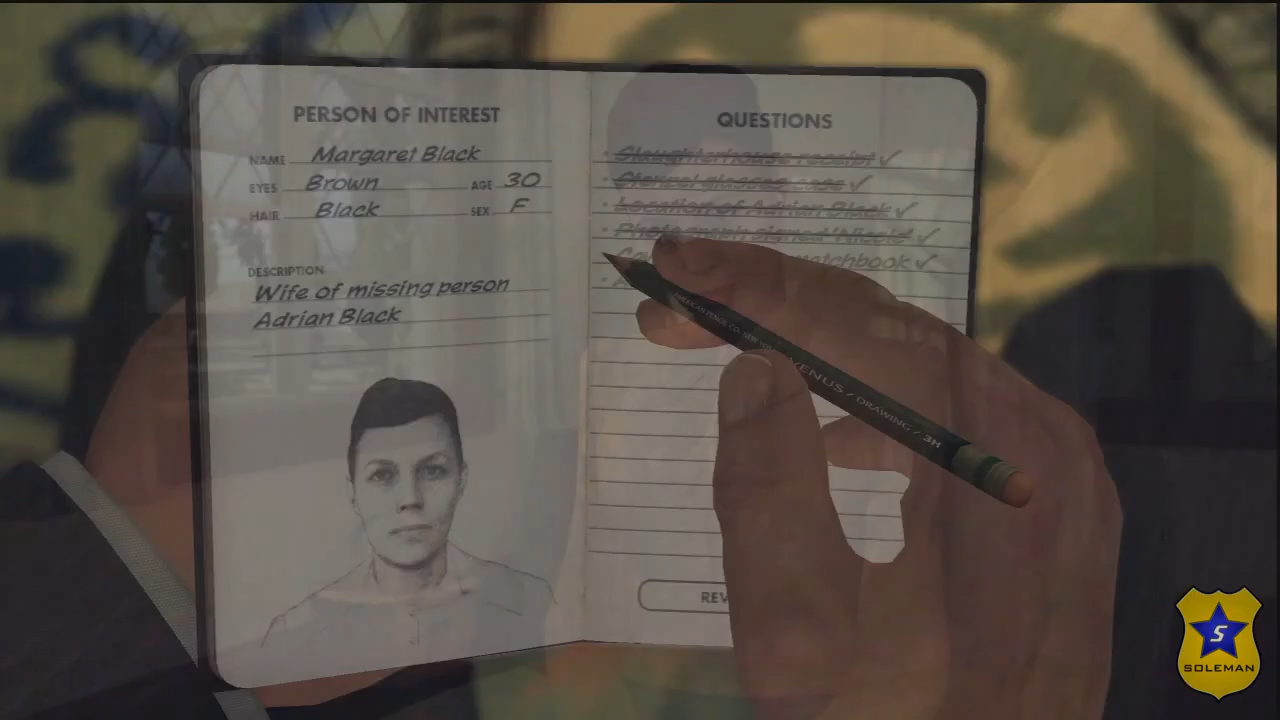 PERSON OF INTEREST
NAME Margaret Black
EYES Brown AGE 30
HAIR Black SEX F
DESCRIPTION
Wife of missing person
Adrian Black
QUESTIONS
Slaughterhouse receipt ✓
Stenzel glasses case ✓
Location of Adrian Black ✓
Photograph signed 'Nicole' ✓
matchbook ✓
VENUS / DRAWING / 3H
S
SOLEMAN